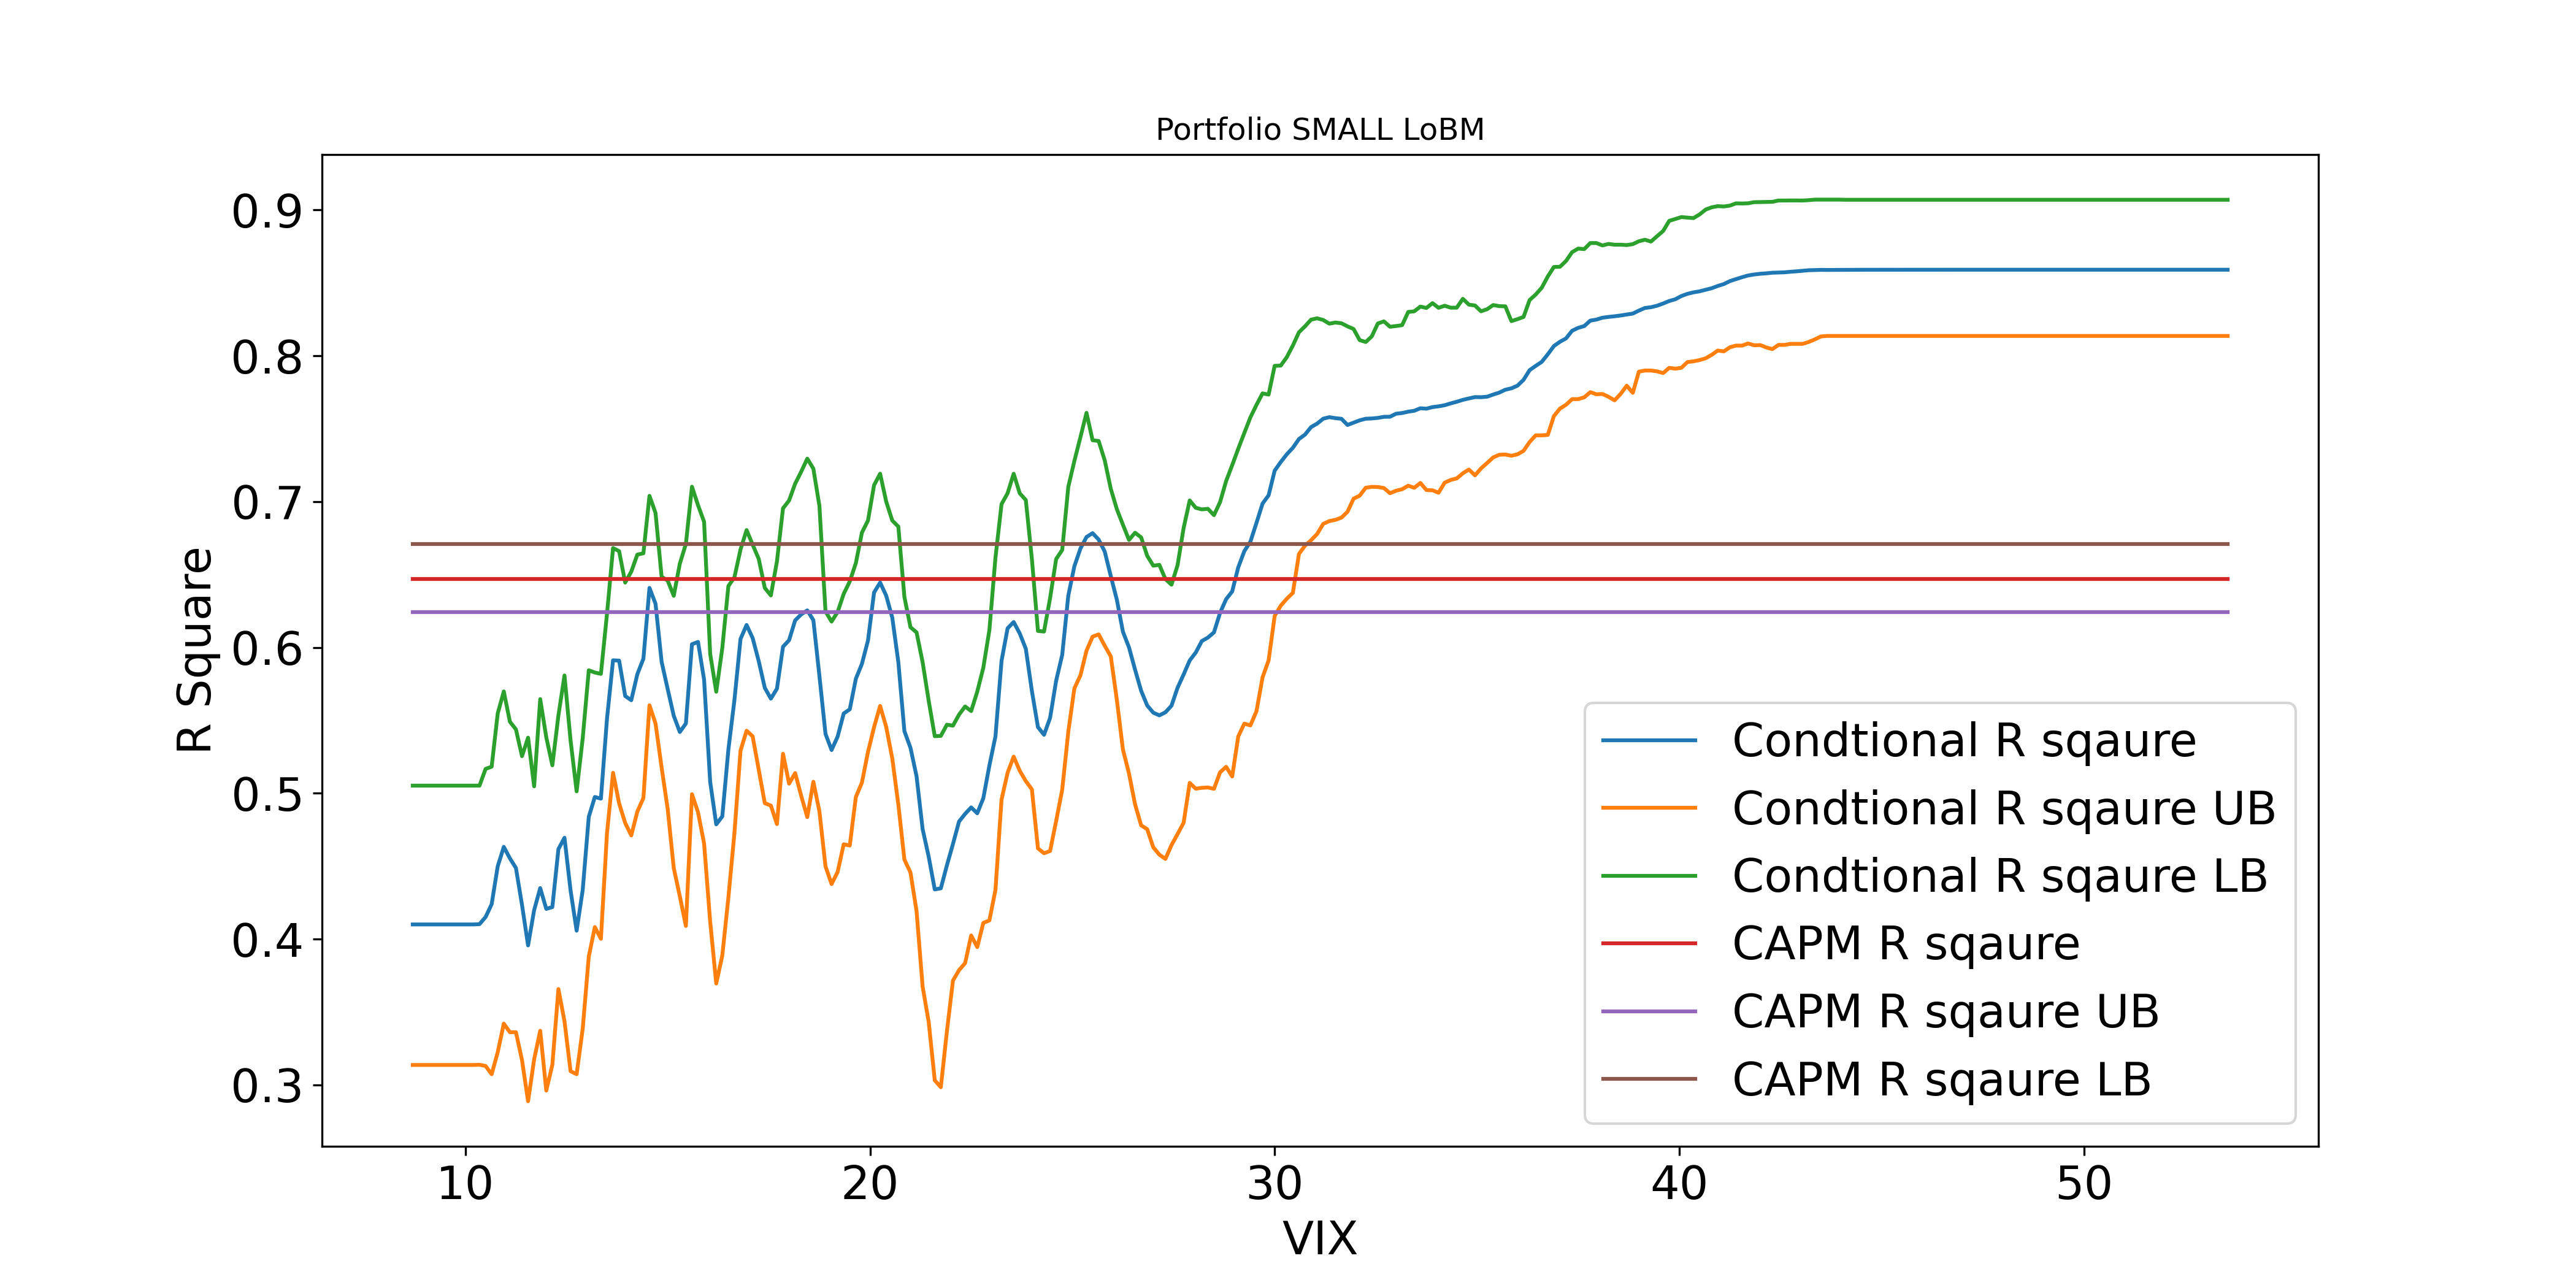 Portfolio SMALL LoBM
R Square
0.9
0.8
0.7
0.6
0.5
0.4
0.3
Condtional R sqaure
Condtional R sqaure UB
Condtional R sqaure LB
CAPM R sqaure
CAPM R sqaure UB
CAPM R sqaure LB
10 20 30 40 50
VIX